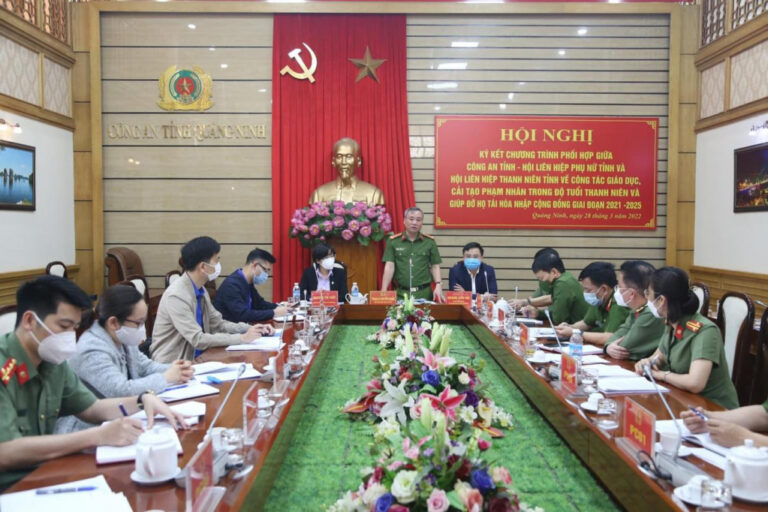 CÔNG AN TỈNH QUẢNG NINH
HỘI NGHỊ
KÝ KẾT CHƯƠNG TRÌNH PHỐI HỢP GIỮA
CÔNG AN TỈNH - HỘI LIÊN HIỆP PHỤ NỮ TỈNH VÀ
HỘI LIÊN HIỆP THANH NIÊN TỈNH VỀ CÔNG TÁC GIÁO DỤC,
CẢI TẠO PHẠM NHÂN TRONG ĐỘ TUỔI THANH NIÊN VÀ
GIÚP ĐỠ HỌ TÁI HÒA NHẬP CỘNG ĐỒNG GIAI ĐOẠN 2021 -2025
Quảng Ninh, ngày 28 tháng 3 năm 2022
PC01